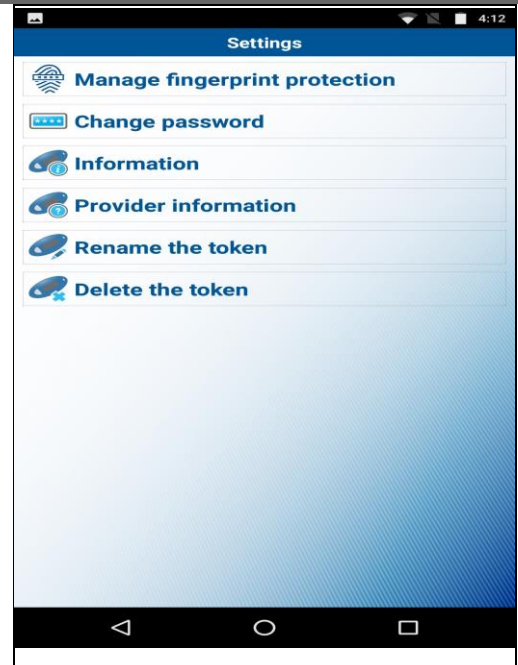 4:12
Settings
Manage fingerprint protection
Change password
Information
Provider information
Rename the token
Delete the token